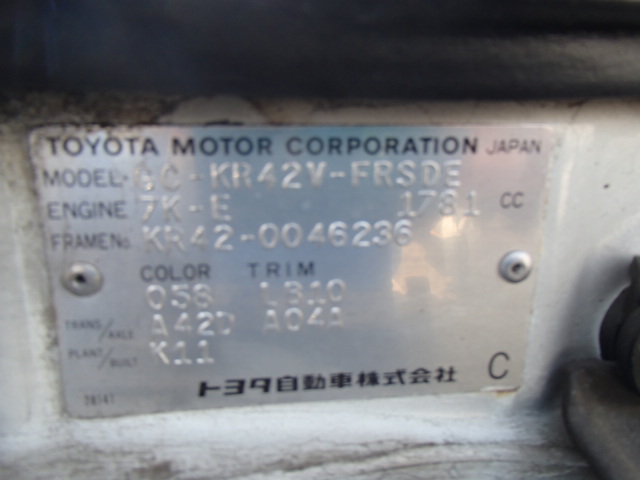 TOYOTA MOTOR CORPORATION JAPAN
MODEL GC-KR42V-FRSDE
ENGINE 7K-E 1781 CC
FRAME No. KR42-0046236
COLOR TRIM
058 LB10
TRANS/AXLE A42D A04A
PLANT/BUILT K11
トヨタ自動車株式会社 C